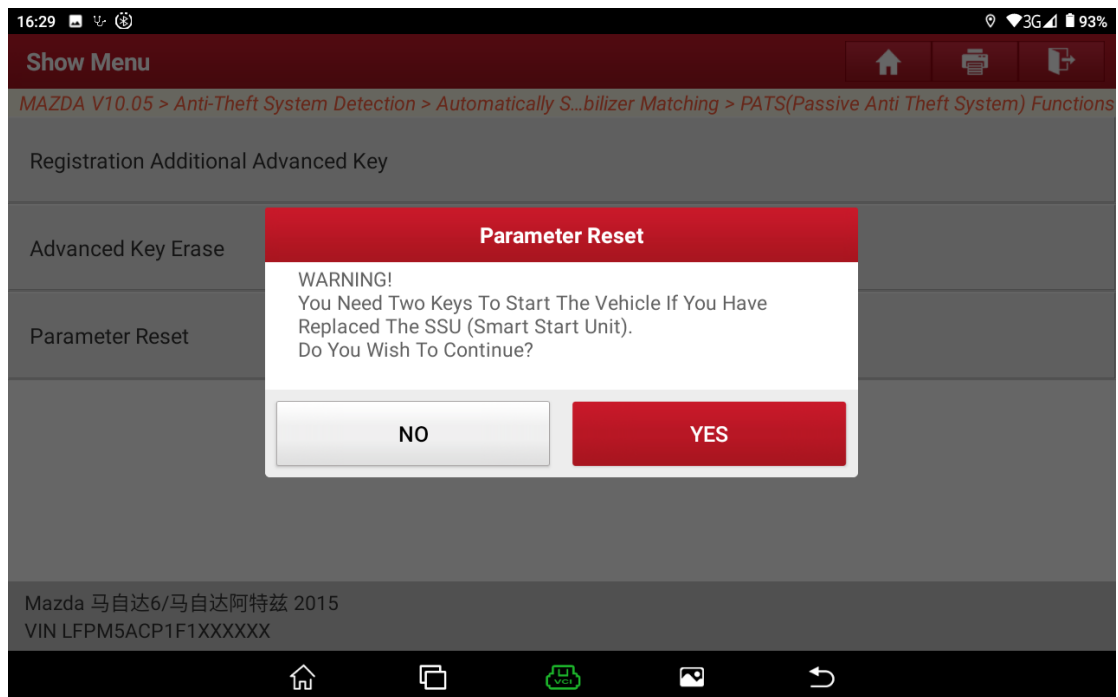 16:29
3G 93%
Show Menu
MAZDA V10.05 > Anti-Theft System Detection > Automatically S...bilizer Matching > PATS(Passive Anti Theft System) Functions
Registration Additional Advanced Key
Advanced Key Erase
Parameter Reset
Parameter Reset
WARNING!
You Need Two Keys To Start The Vehicle If You Have
Replaced The SSU (Smart Start Unit).
Do You Wish To Continue?
NO
YES
Mazda 马自达6/马自达阿特兹 2015
VIN LFPM5ACP1F1XXXXXX
VCI